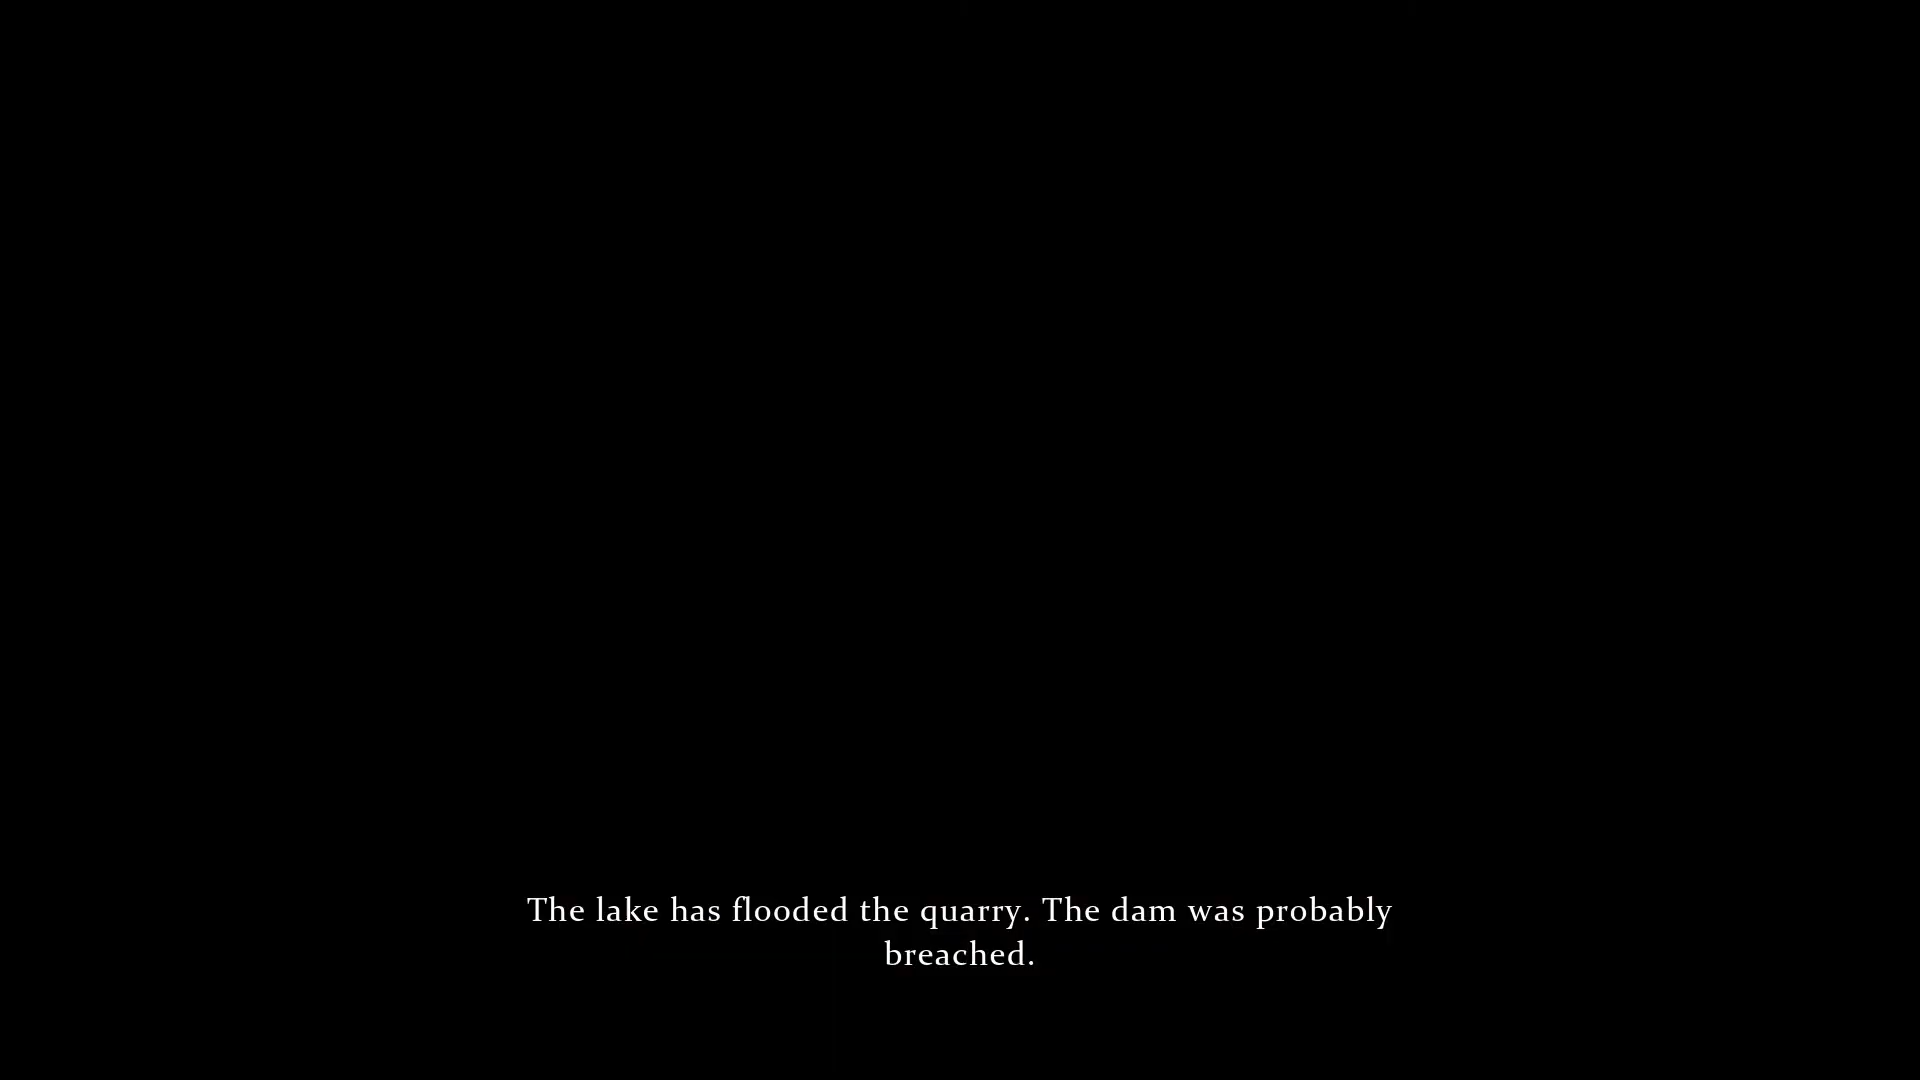 The lake has flooded the quarry. The dam was probably
breached.